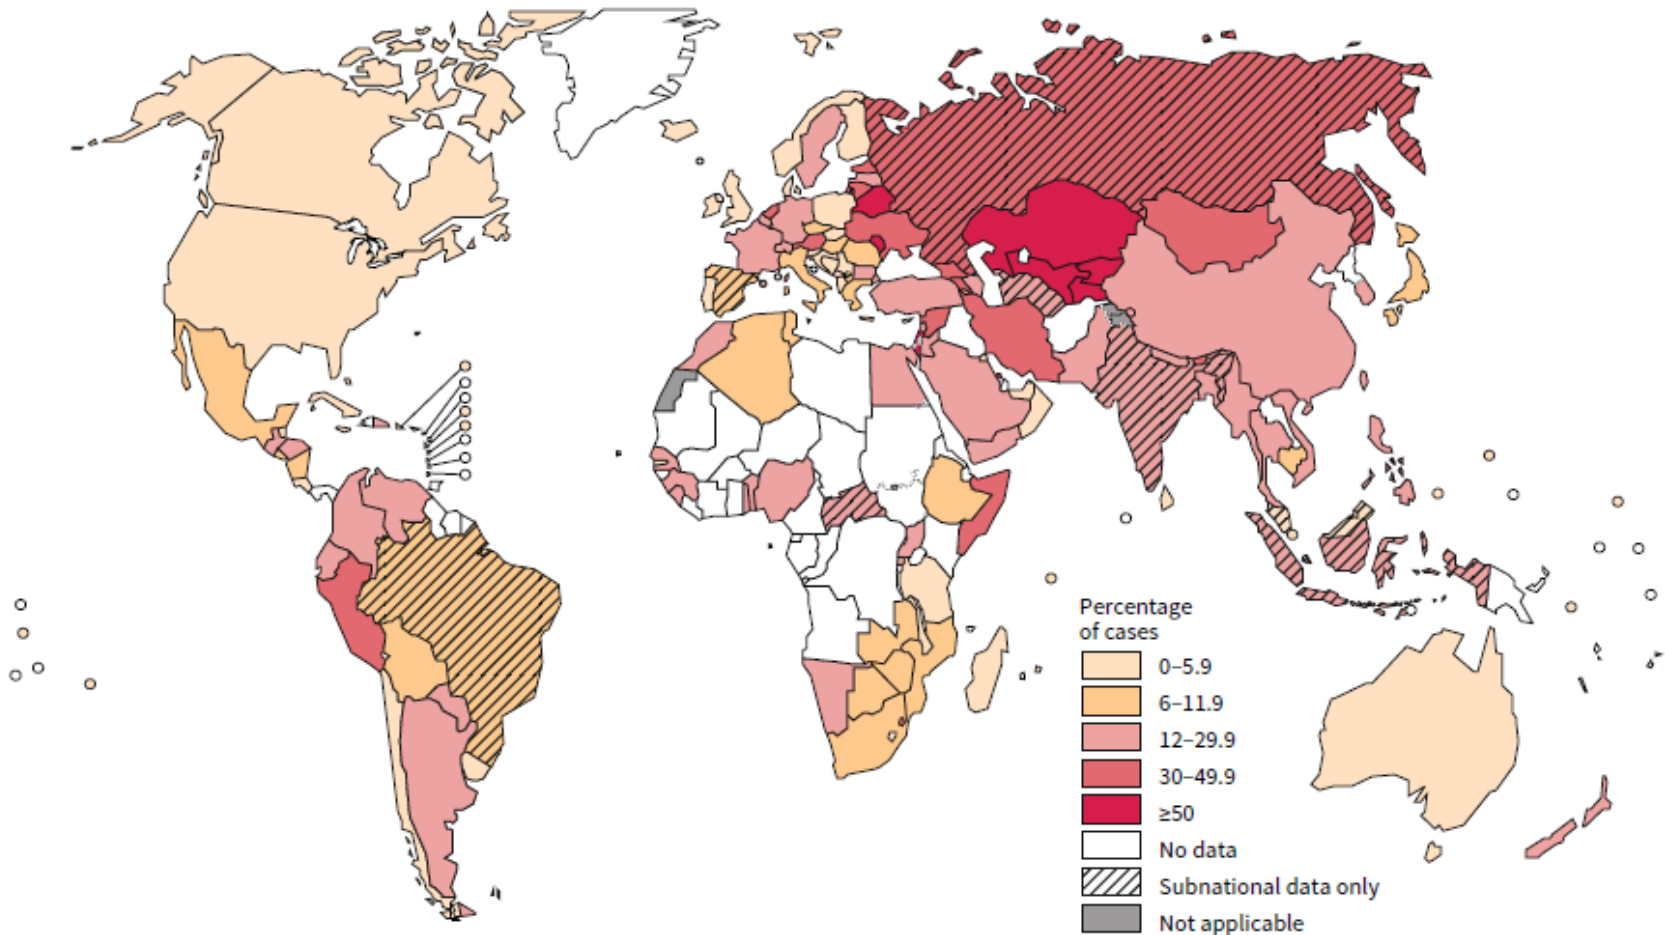 Percentage
of cases
0–5.9
6–11.9
12–29.9
30–49.9
≥50
No data
Subnational data only
Not applicable